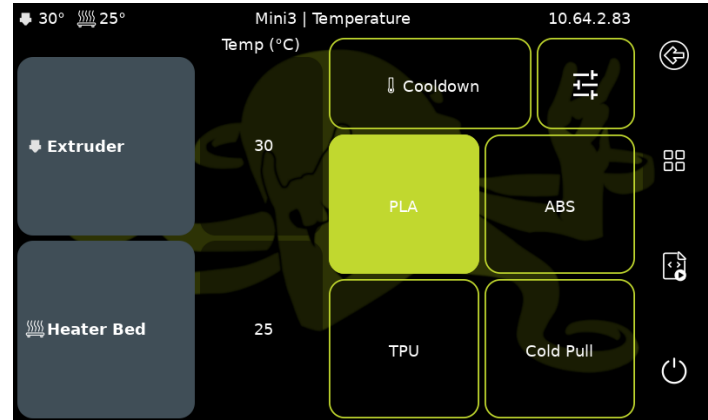 30° 25° Mini3 | Temperature 10.64.2.83
Temp (°C)
Cooldown
Extruder 30
PLA ABS
Heater Bed 25
TPU Cold Pull